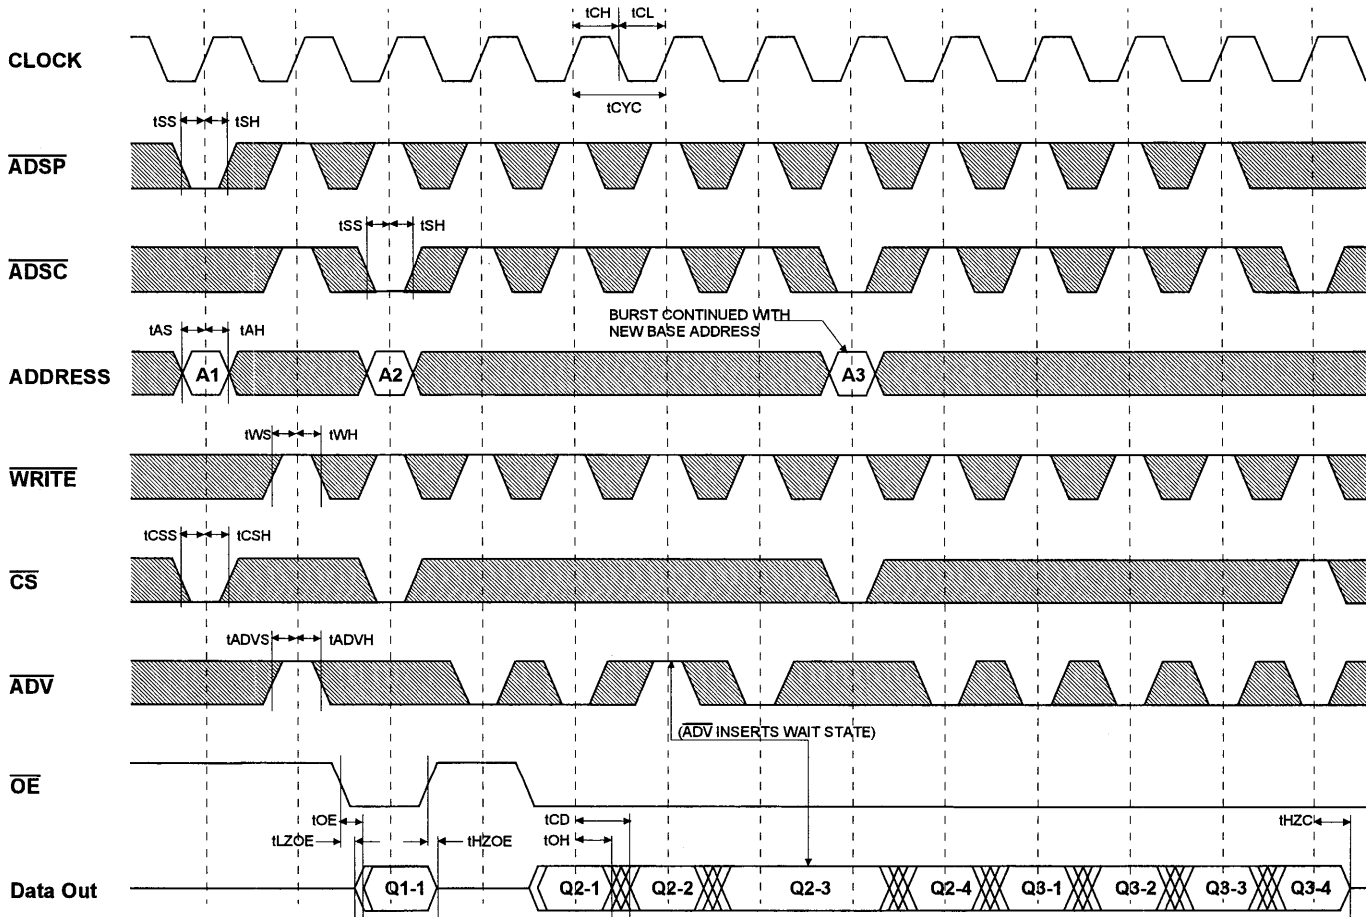 tCH tCL
CLOCK
tCYC
tSS tSH
ADSP
tSS tSH
ADSC
BURST CONTINUED WITH
NEW BASE ADDRESS
tAS tAH
ADDRESS A1 A2 A3
tWS tWH
WRITE
tCSS tCSH
CS
tADVS tADVH
ADV
(ADV INSERTS WAIT STATE)
OE
tOE tCD tHZC
tLZOE tHZOE tOH
Data Out Q1-1 Q2-1 Q2-2 Q2-3 Q2-4 Q3-1 Q3-2 Q3-3 Q3-4